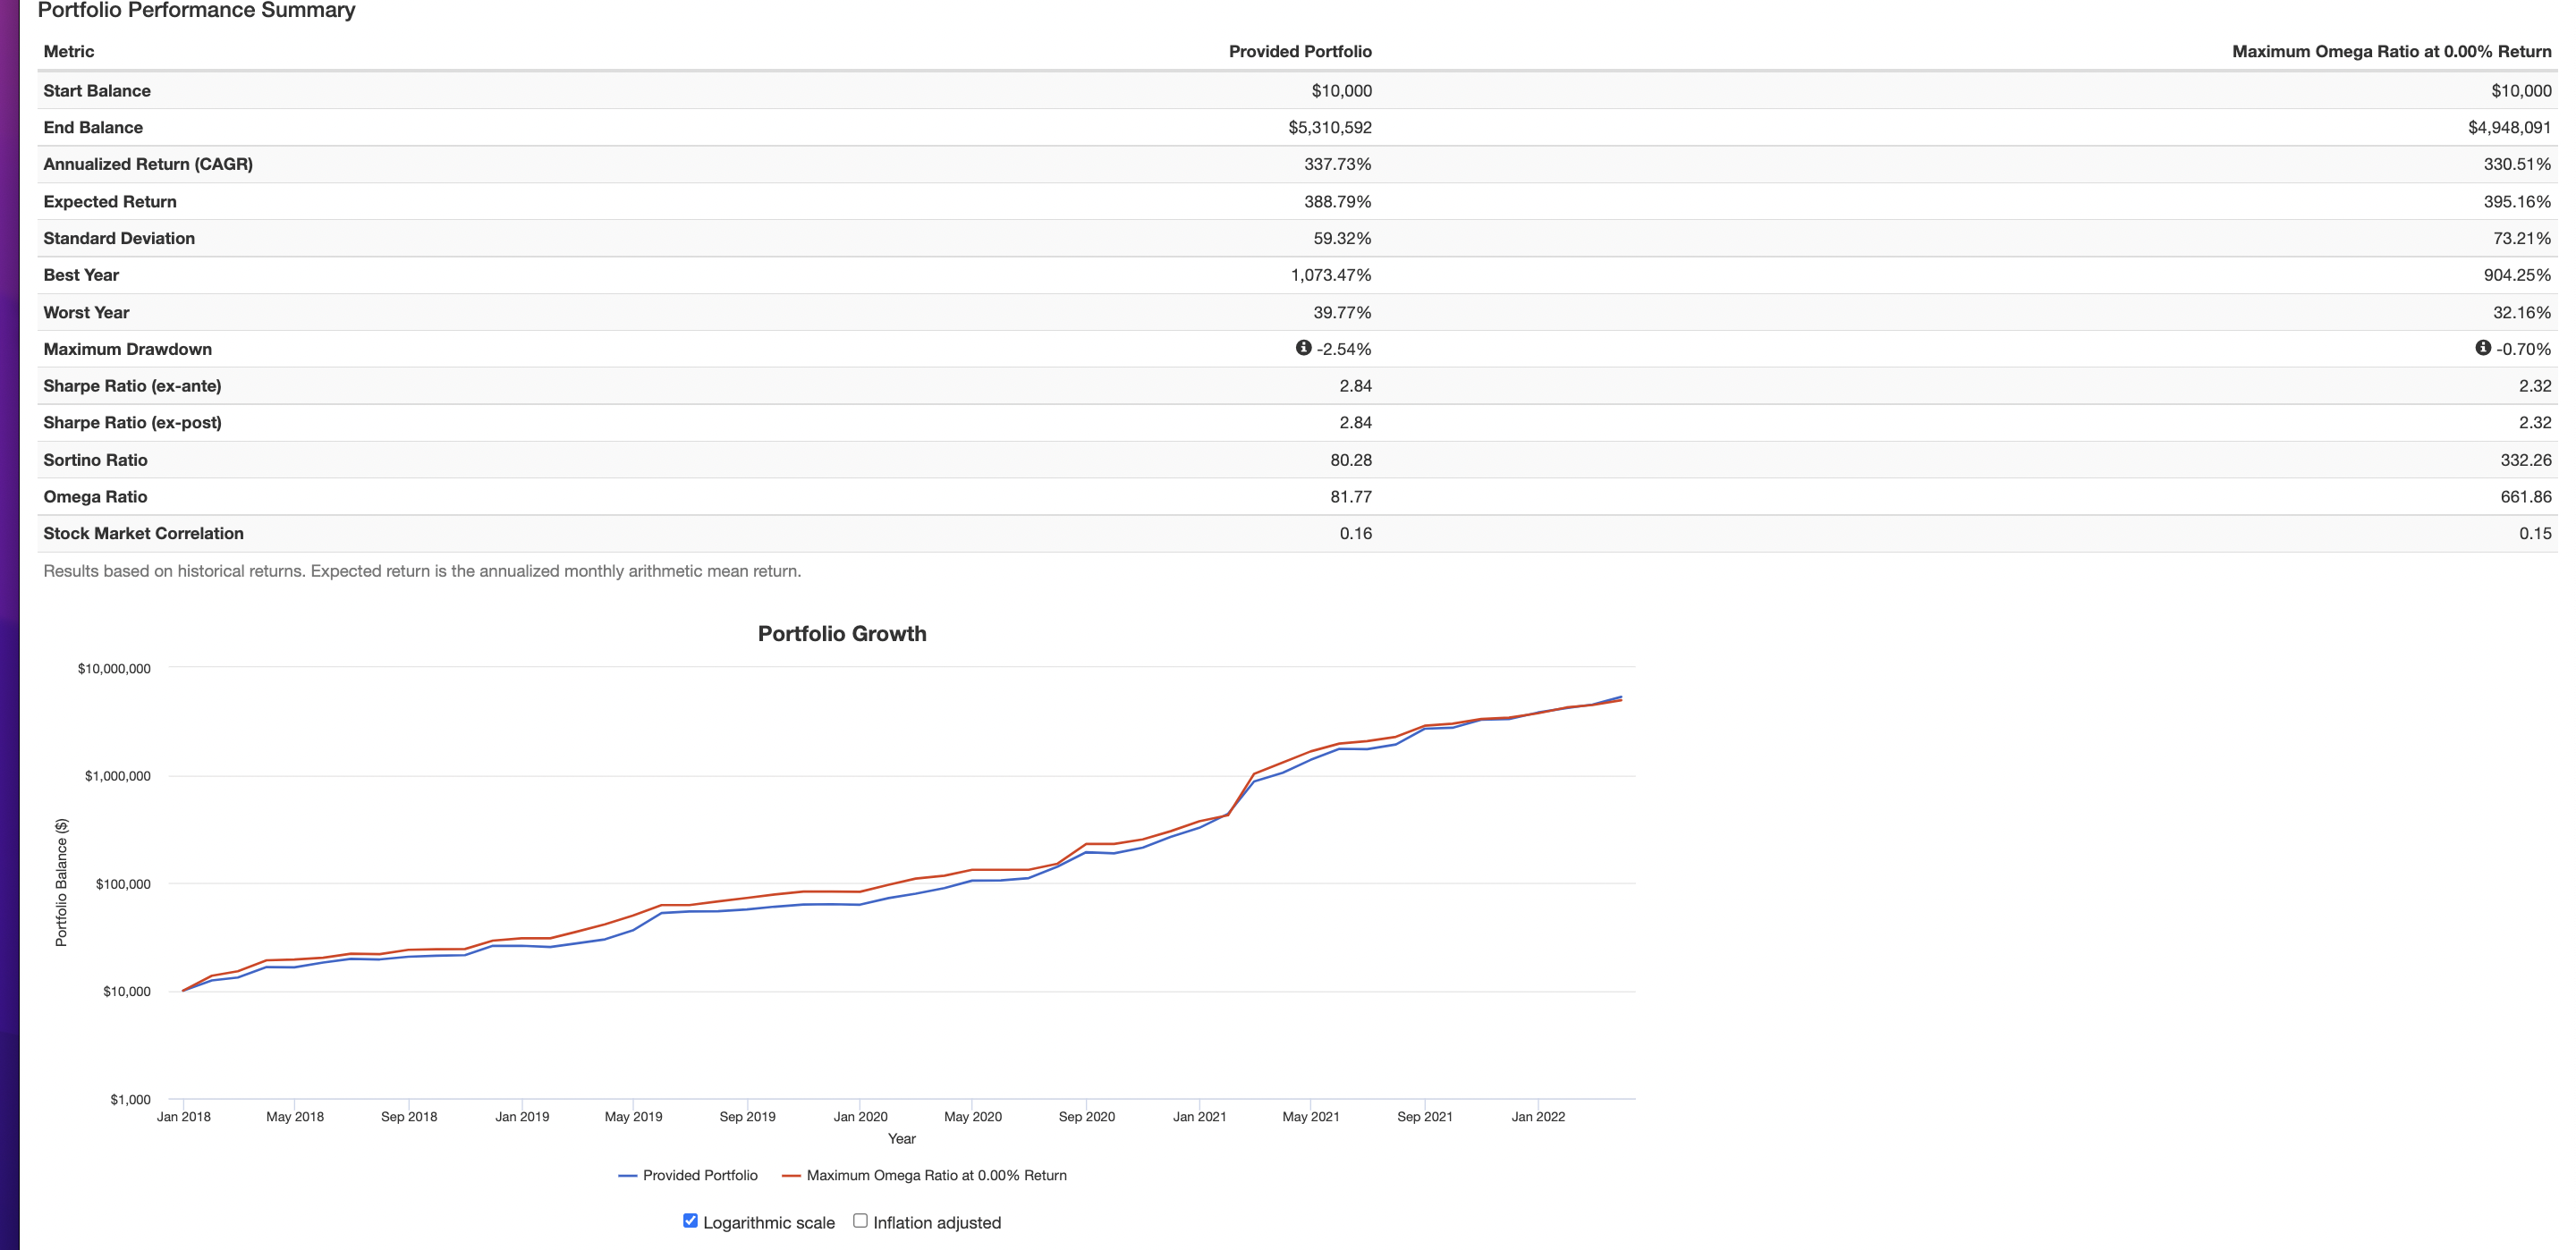 Portfolio Performance Summary
Metric Provided Portfolio Maximum Omega Ratio at 0.00% Return
Start Balance $10,000 $10,000
End Balance $5,310,592 $4,948,091
Annualized Return (CAGR) 337.73% 330.51%
Expected Return 388.79% 395.16%
Standard Deviation 59.32% 73.21%
Best Year 1,073.47% 904.25%
Worst Year 39.77% 32.16%
Maximum Drawdown -2.54% -0.70%
Sharpe Ratio (ex-ante) 2.84 2.32
Sharpe Ratio (ex-post) 2.84 2.32
Sortino Ratio 80.28 332.26
Omega Ratio 81.77 661.86
Stock Market Correlation 0.16 0.15
Results based on historical returns. Expected return is the annualized monthly arithmetic mean return.
Portfolio Growth
Portfolio Balance ($)
$10,000,000
$1,000,000
$100,000
$10,000
$1,000
Jan 2018 May 2018 Sep 2018 Jan 2019 May 2019 Sep 2019 Jan 2020 May 2020 Sep 2020 Jan 2021 May 2021 Sep 2021 Jan 2022
Year
Provided Portfolio Maximum Omega Ratio at 0.00% Return
Logarithmic scale Inflation adjusted